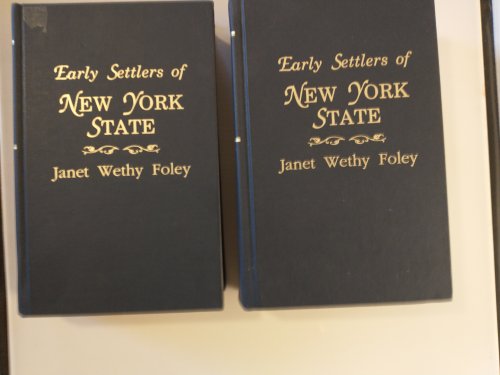 Early Settlers of
NEW YORK
STATE
Janet Wethy Foley
Early Settlers of
NEW YORK
STATE
Janet Wethy Foley